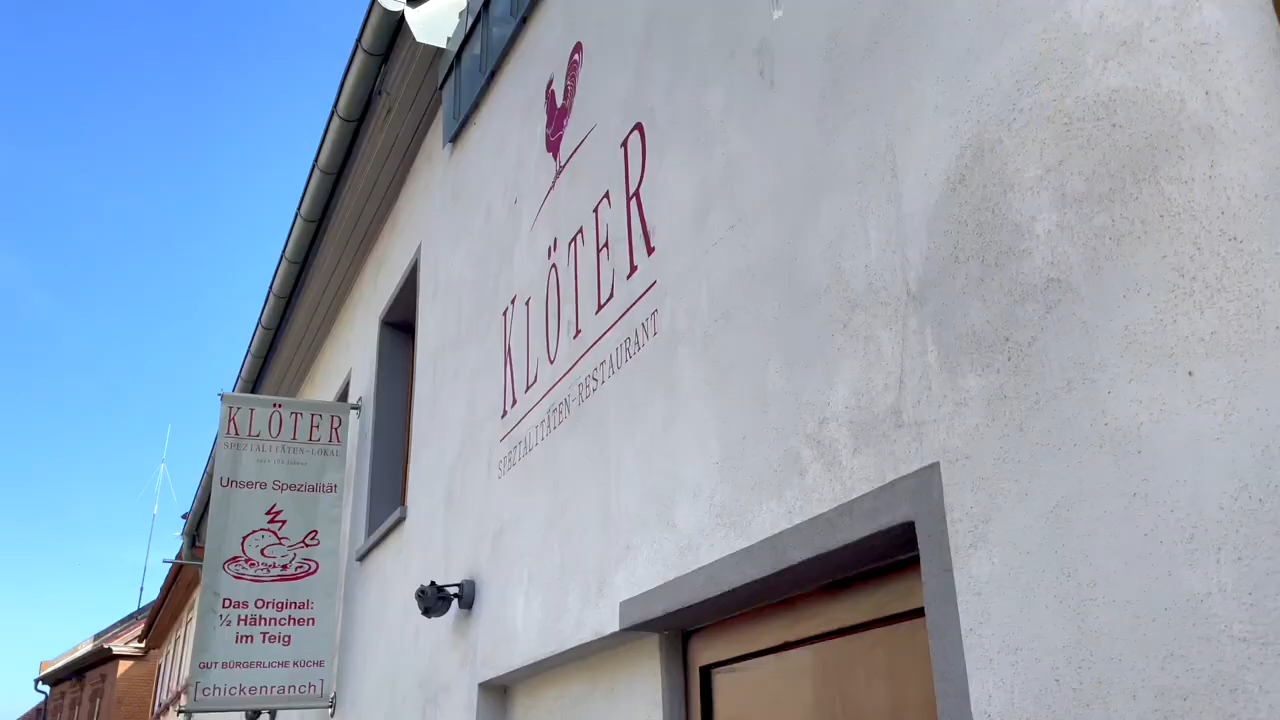 KLÖTER
SPEZIALITÄTEN-RESTAURANT
KLÖTER
SPEZIALITÄTEN-LOKAL
Unsere Spezialität
Das Original:
½ Hähnchen
im Teig
GUT BÜRGERLICHE KÜCHE
[chickenranch]